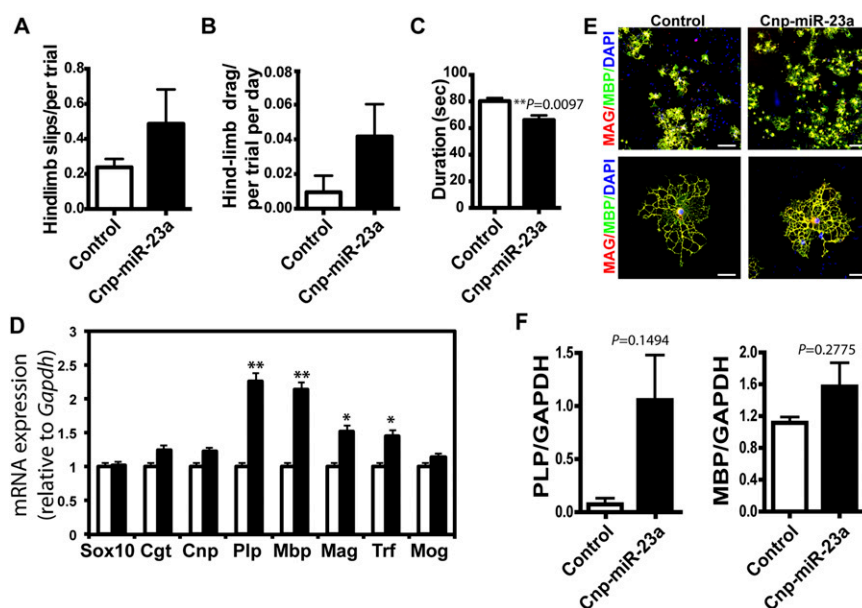 A
Hindlimb slips/per trial
0.8
0.6
0.4
0.2
0.0
Control
Cnp-miR-23a
B
Hind-limb drag/
per trial per day
0.08
0.06
0.04
0.02
0.00
Control
Cnp-miR-23a
C
Duration (sec)
100
80
60
40
20
0
**P=0.0097
Control
Cnp-miR-23a
D
mRNA expression
(relative to Gapdh)
3
2.5
2
1.5
1
0.5
0
** ** * *
Sox10 Cgt Cnp Plp Mbp Mag Trf Mog
E
Control Cnp-miR-23a
MAG/MBP/DAPI
MAG/MBP/DAPI
F
PLP/GAPDH
1.5
1.0
0.5
0.0
P=0.1494
Control
Cnp-miR-23a
MBP/GAPDH
1.6
1.2
0.8
0.4
0.0
P=0.2775
Control
Cnp-miR-23a